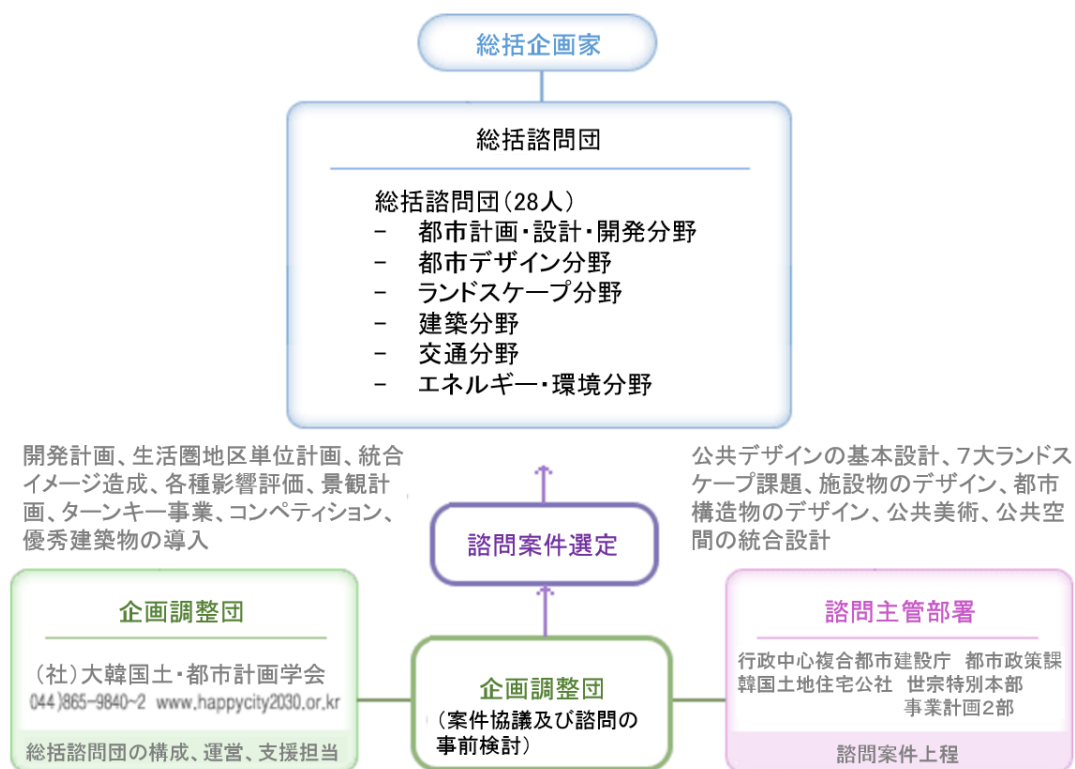 総括企画家
総括諮問団
総括諮問団(28人)
- 都市計画・設計・開発分野
- 都市デザイン分野
- ランドスケープ分野
- 建築分野
- 交通分野
- エネルギー・環境分野
開発計画、生活圏地区単位計画、統合
イメージ造成、各種影響評価、景観計
画、ターンキー事業、コンペティション、
優秀建築物の導入
公共デザインの基本設計、7大ランドス
ケープ課題、施設物のデザイン、都市
構造物のデザイン、公共美術、公共空
間の統合設計
諮問案件選定
企画調整団
(社)大韓国土・都市計画学会
044)865-9840~2 www.happycity2030.or.kr
総括諮問団の構成、運営、支援担当
企画調整団
(案件協議及び諮問の
事前検討)
諮問主管部署
行政中心複合都市建設庁 都市政策課
韓国土地住宅公社 世宗特別本部
事業計画2部
諮問案件上程